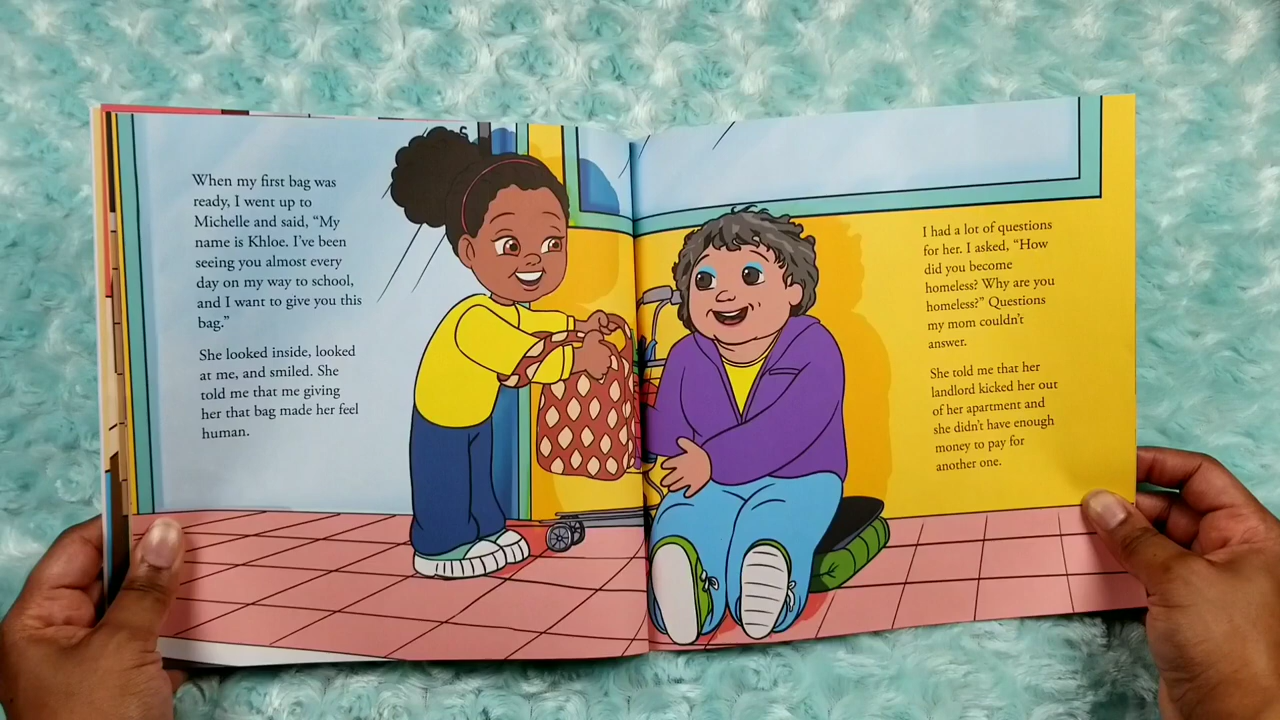 When my first bag was
ready, I went up to
Michelle and said, “My
name is Khloe. I’ve been
seeing you almost every
day on my way to school,
and I want to give you this
bag.”
She looked inside, looked
at me, and smiled. She
told me that me giving
her that bag made her feel
human.
I had a lot of questions
for her. I asked, “How
did you become
homeless? Why are you
homeless?” Questions
my mom couldn’t
answer.
She told me that her
landlord kicked her out
of her apartment and
she didn’t have enough
money to pay for
another one.